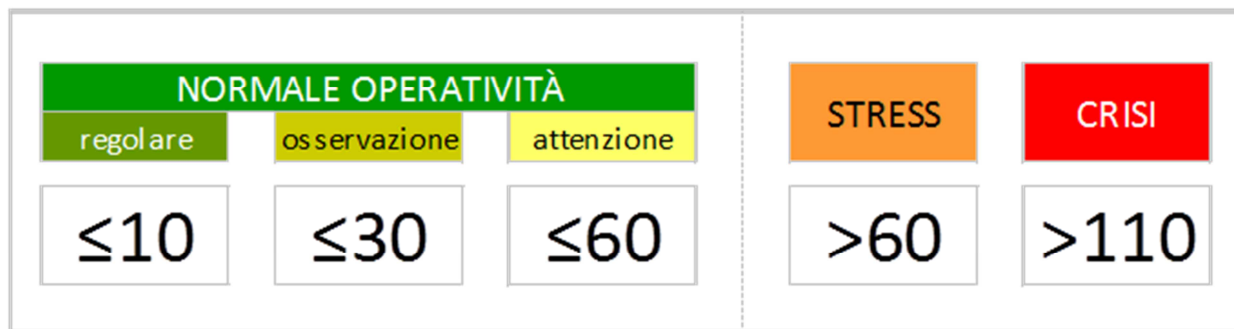 NORMALE OPERATIVITÀ
regolare osservazione attenzione
STRESS CRISI
≤10 ≤30 ≤60 >60 >110